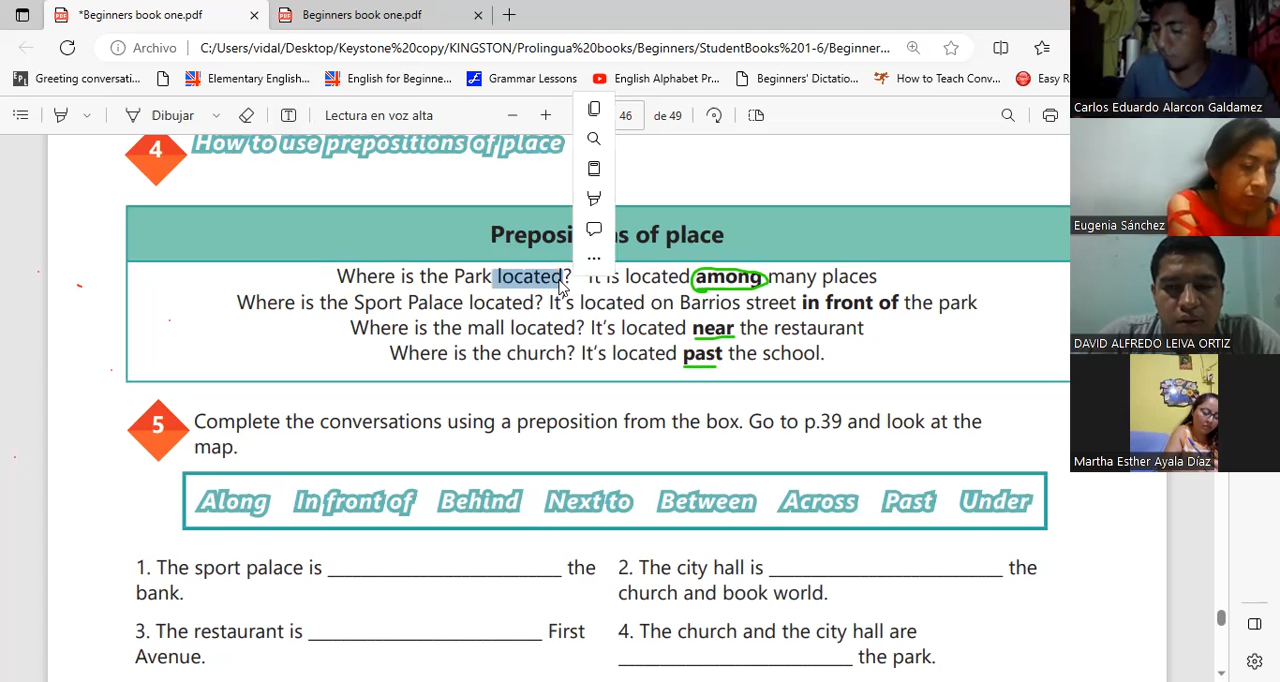 *Beginners book one.pdf
Beginners book one.pdf
Archivo
C:/Users/vidal/Desktop/Keystone%20copy/KINGSTON/Prolingua%20books/Beginners/StudentBooks%201-6/Beginner...
Greeting conversati...
Elementary English...
English for Beginne...
Grammar Lessons
English Alphabet Pr...
Beginners' Dictatio...
How to Teach Conv...
Easy R
Dibujar
Lectura en voz alta
46
de 49
4
How to use prepositions of place
Prepositi ns of place
Where is the Park located? It is located among many places
Where is the Sport Palace located? It's located on Barrios street in front of the park
Where is the mall located? It's located near the restaurant
Where is the church? It's located past the school.
5
Complete the conversations using a preposition from the box. Go to p.39 and look at the
map.
Along In front of Behind Next to Between Across Past Under
1. The sport palace is ______________________ the
bank.
2. The city hall is ______________________ the
church and book world.
3. The restaurant is ______________________ First
Avenue.
4. The church and the city hall are
______________________ the park.
Carlos Eduardo Alarcon Galdamez
Eugenia Sánchez
DAVID ALFREDO LEIVA ORTIZ
Martha Esther Ayala Díaz